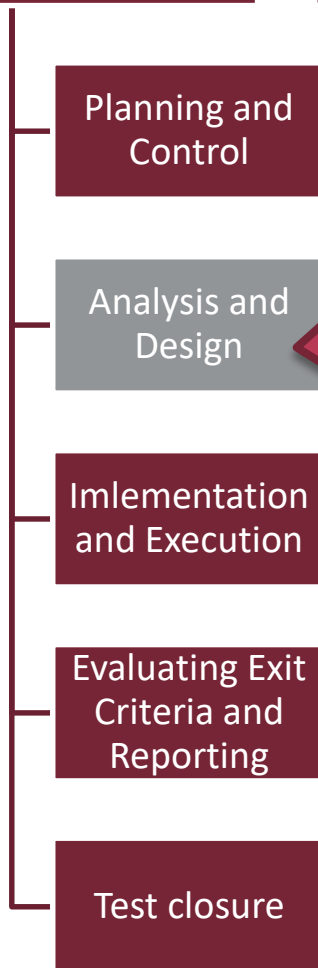 Planning and
Control
Analysis and
Design
Imlementation
and Execution
Evaluating Exit
Criteria and
Reporting
Test closure